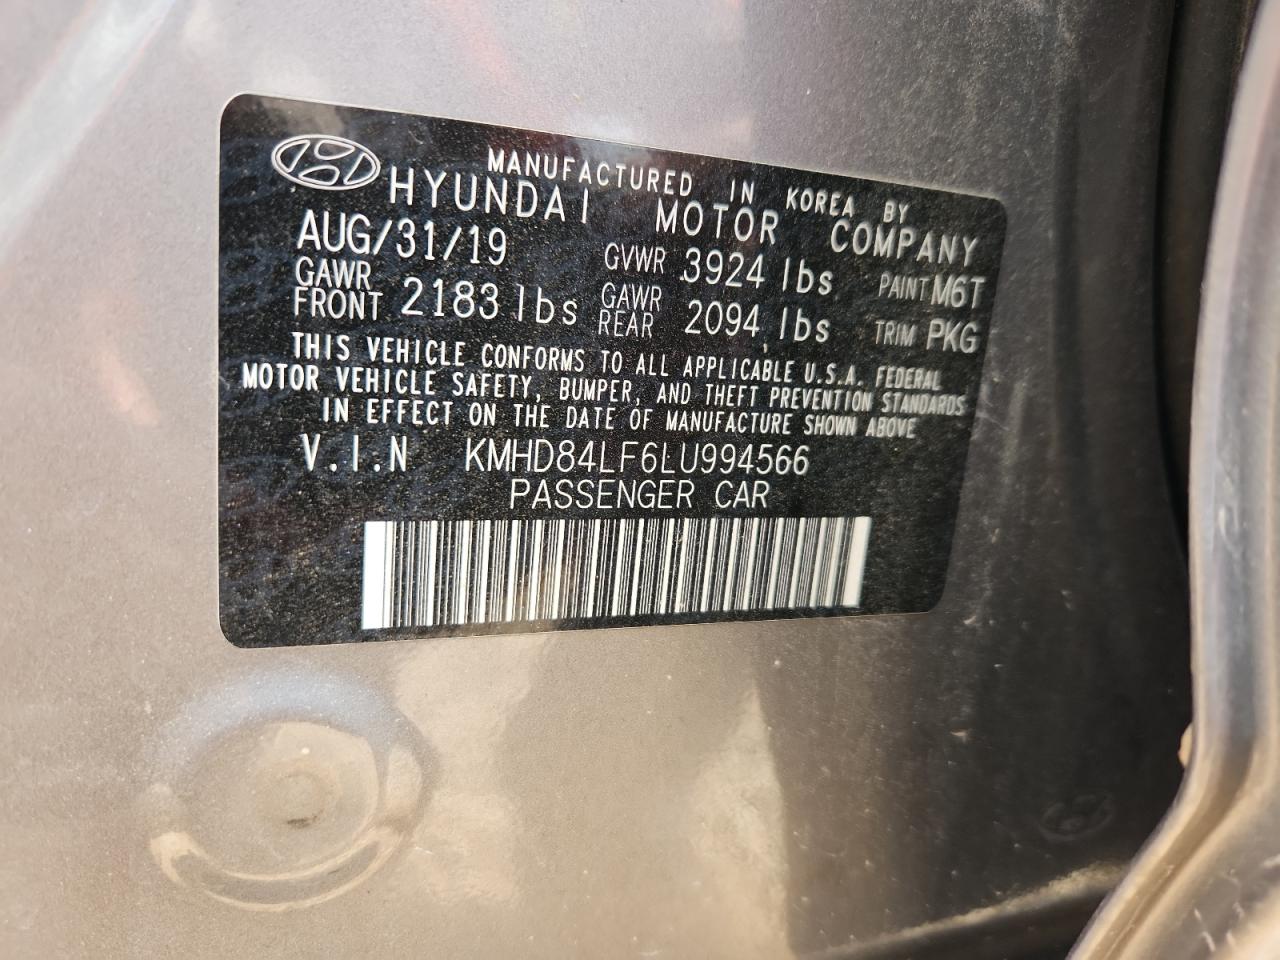 MANUFACTURED IN KOREA BY
HYUNDAI MOTOR COMPANY
AUG/31/19 GVWR 3924 lbs PAINT M6T
GAWR FRONT 2183 lbs GAWR REAR 2094 lbs TRIM PKG
THIS VEHICLE CONFORMS TO ALL APPLICABLE U.S.A. FEDERAL
MOTOR VEHICLE SAFETY, BUMPER, AND THEFT PREVENTION STANDARDS
IN EFFECT ON THE DATE OF MANUFACTURE SHOWN ABOVE
V.I.N KMHD84LF6LU994566
PASSENGER CAR